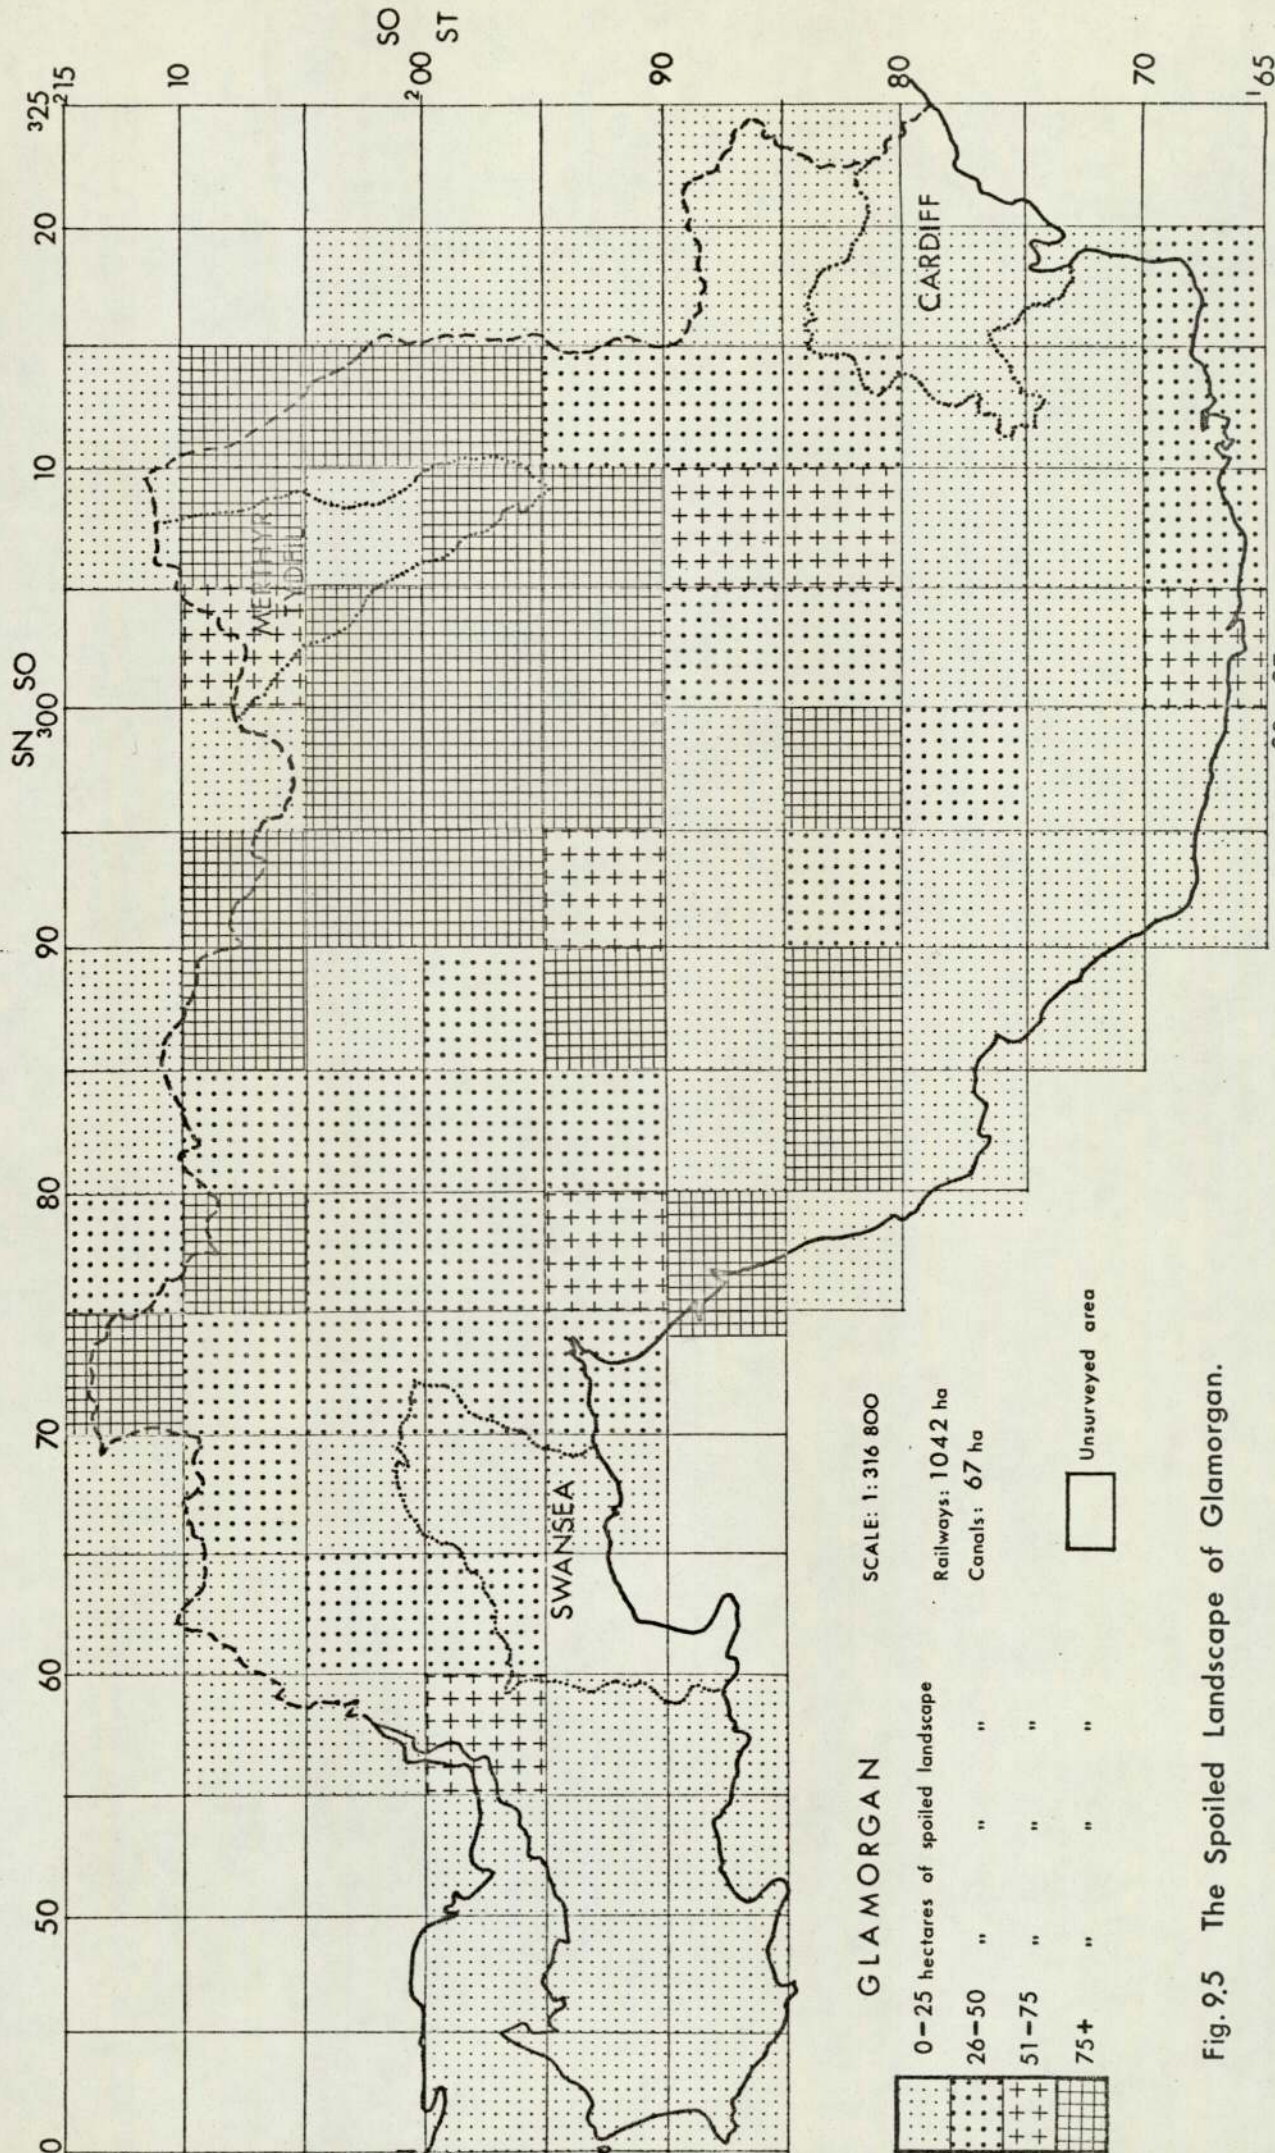 SN SO
0
50
60
70
80
90
300
10
20
325
215
10
SO
200
ST
90
80
70
165
MERTHYR
TYDFIL
SWANSEA
CARDIFF
GLAMORGAN
0–25 hectares of spoiled landscape
26–50 " " "
51–75 " " "
75+ " " "
SCALE: 1:316 800
Railways: 1042 ha
Canals: 67 ha
Unsurveyed area
Fig. 9.5 The Spoiled Landscape of Glamorgan.